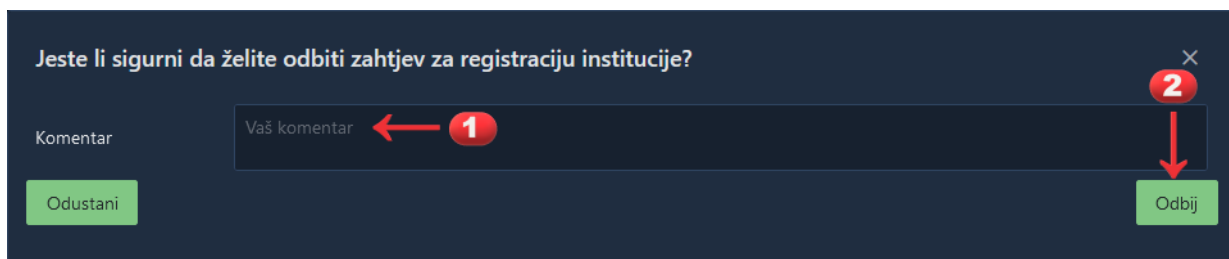 Jeste li sigurni da želite odbiti zahtjev za registraciju institucije?
2
Komentar
Vaš komentar
1
Odustani
Odbij